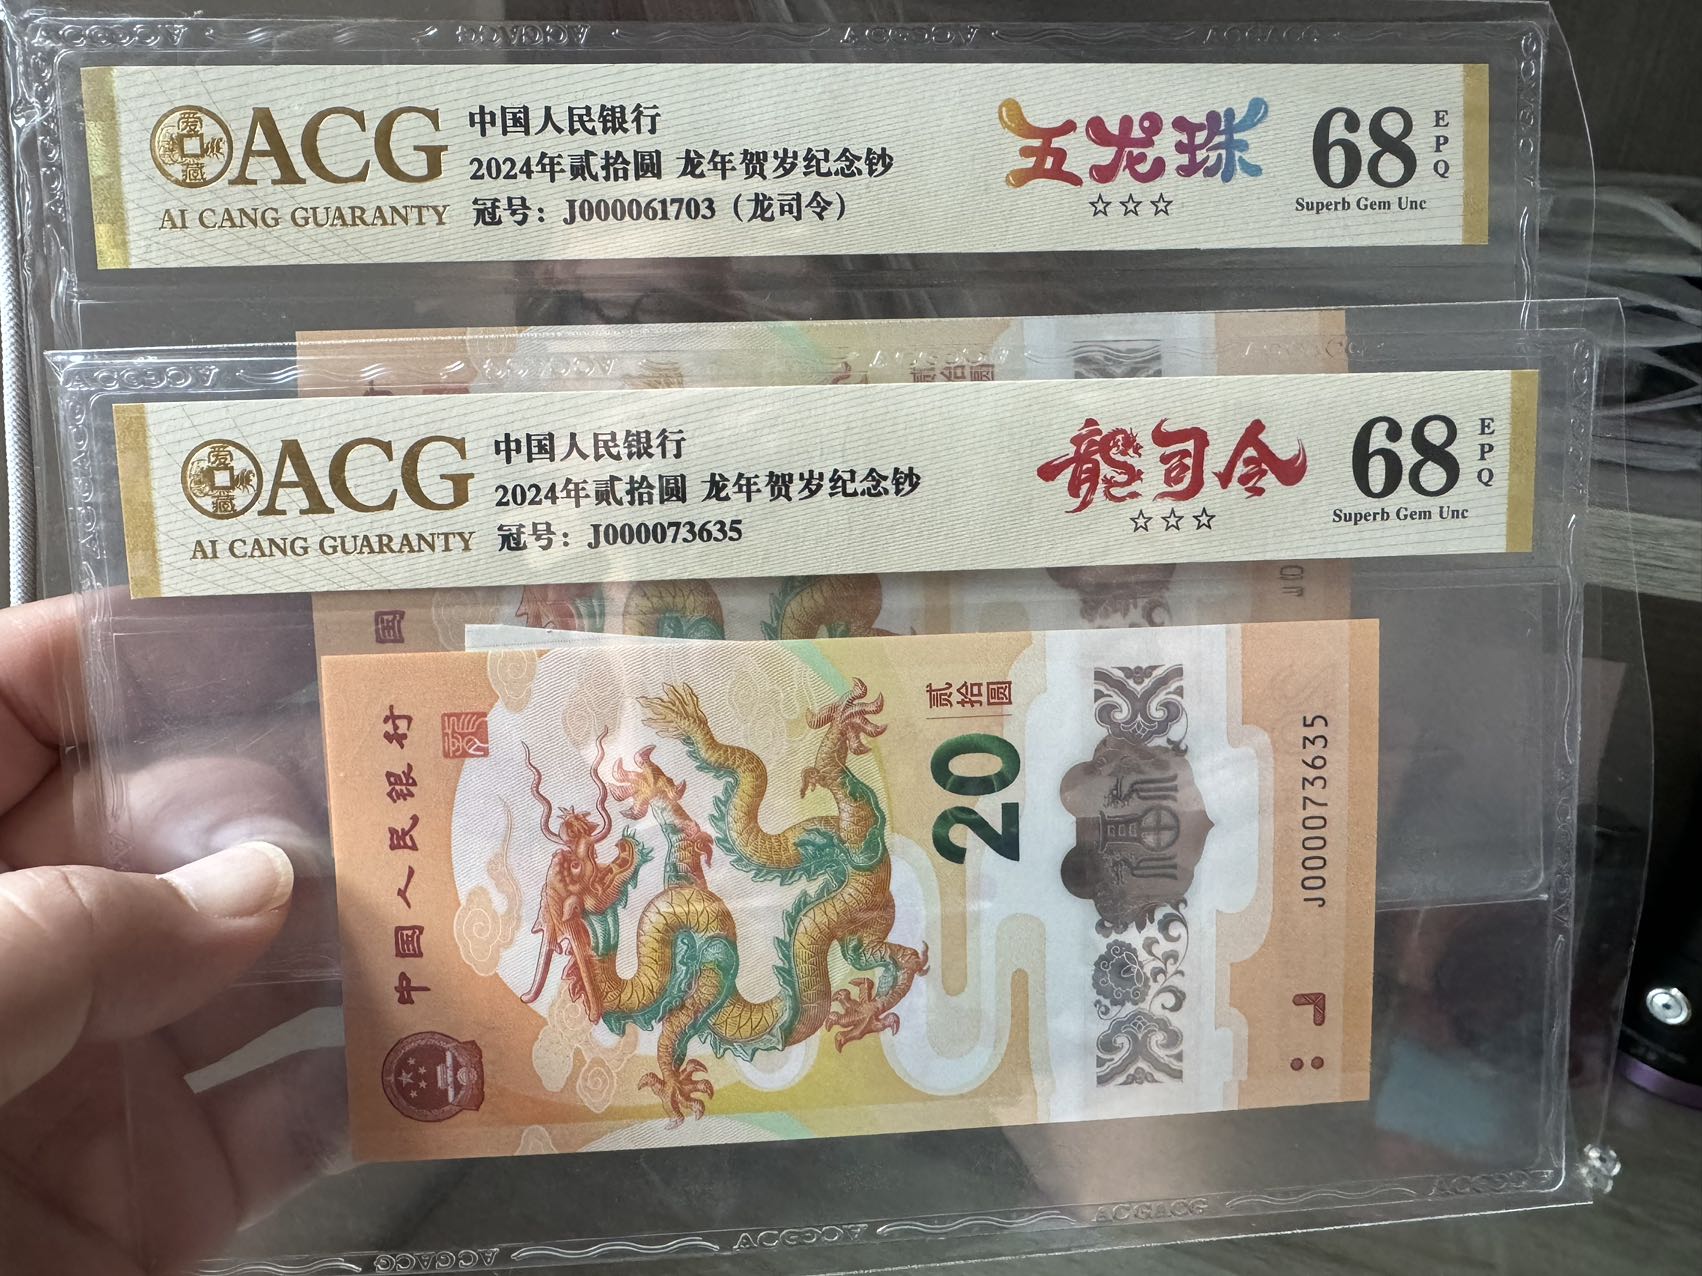 ACG
AI CANG GUARANTY
中国人民银行
2024年贰拾圆 龙年贺岁纪念钞
冠号：J000061703（龙司令）
五龙珠
☆☆☆
68
EPQ
Superb Gem Unc
ACG
AI CANG GUARANTY
中国人民银行
2024年贰拾圆 龙年贺岁纪念钞
冠号：J000073635
龍司令
☆☆☆
68
EPQ
Superb Gem Unc
国
J10
中国人民银行
贰拾圆
20
J000073635